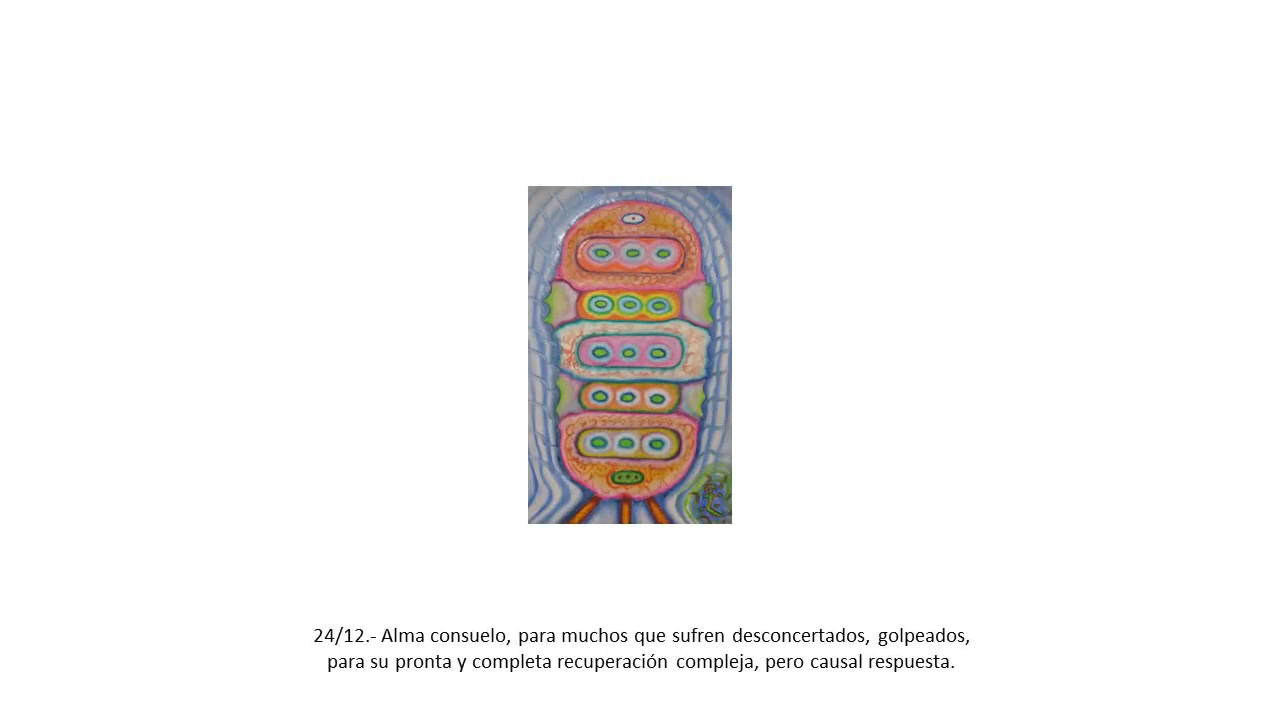 24/12.- Alma consuelo, para muchos que sufren desconcertados, golpeados,
para su pronta y completa recuperación compleja, pero causal respuesta.